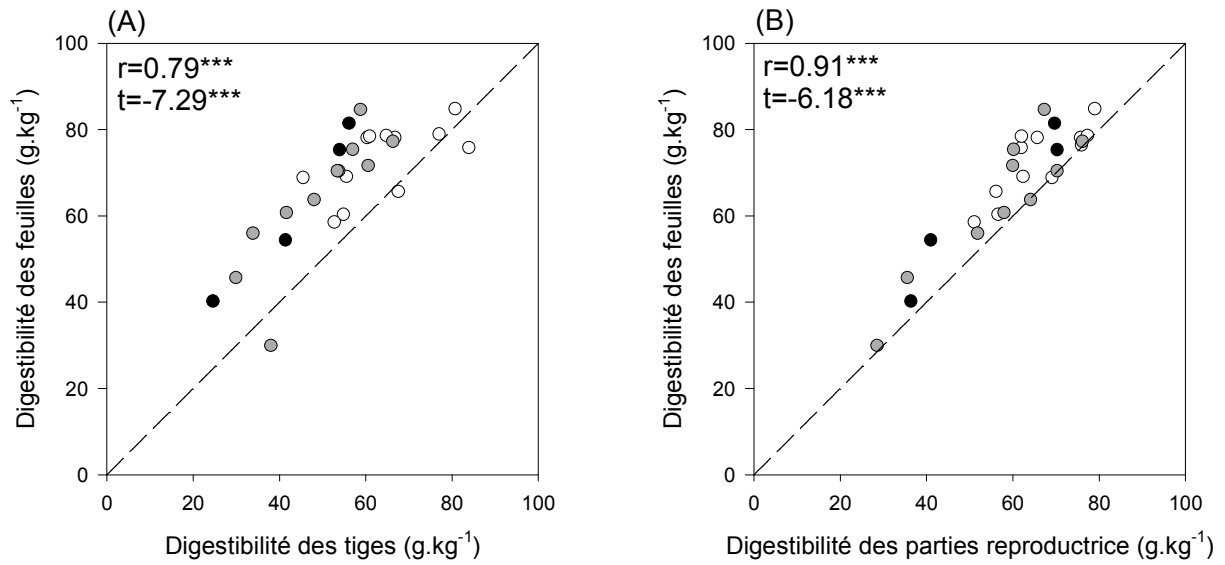 (A)
r=0.79***
t=-7.29***
100
80
60
40
20
0
0 20 40 60 80 100
Digestibilité des feuilles (g.kg⁻¹)
Digestibilité des tiges (g.kg⁻¹)
(B)
r=0.91***
t=-6.18***
100
80
60
40
20
0
0 20 40 60 80 100
Digestibilité des feuilles (g.kg⁻¹)
Digestibilité des parties reproductrice (g.kg⁻¹)